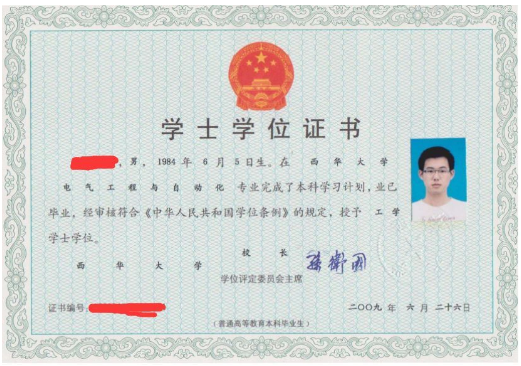 学士学位证书
，男，1984 年 6 月 5 日生。在 西华大学
电气工程与自动化 专业完成了本科学习计划，业已
毕业，经审核符合《中华人民共和国学位条例》的规定，授予 工学
学士学位。
西华大学 校长
学位评定委员会主席
证书编号 二〇〇九 年 六 月 二十六日
（普通高等教育本科毕业生）